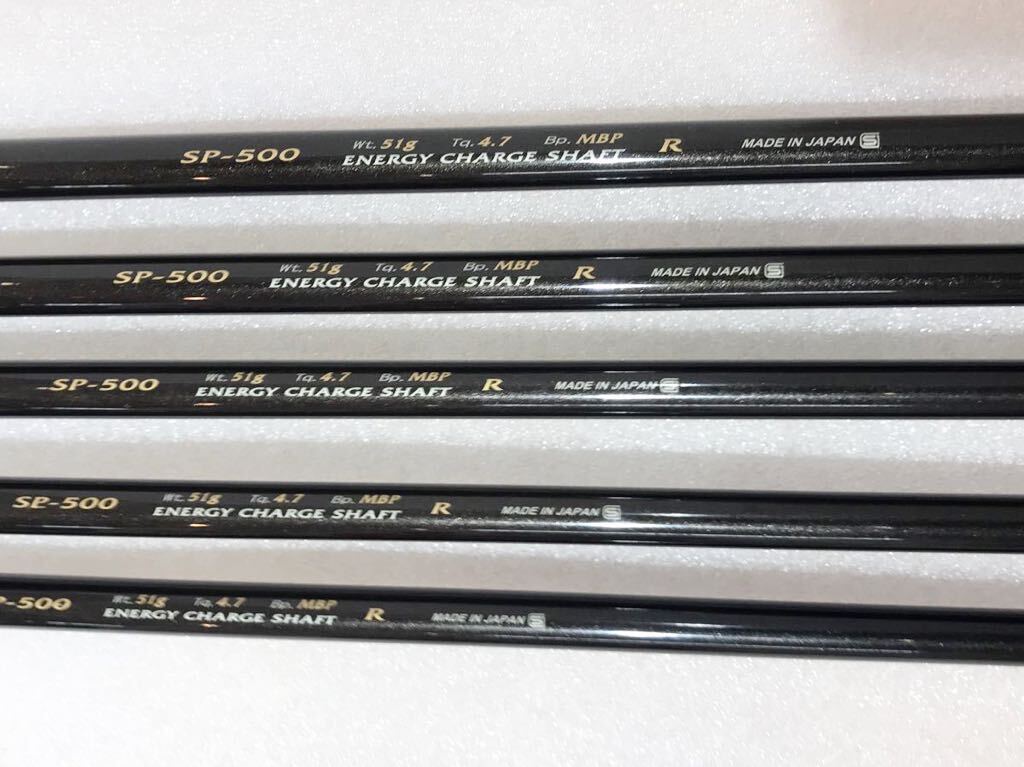 SP-500 Wt. 51g Tq. 4.7 Bp. MBP R MADE IN JAPAN S
ENERGY CHARGE SHAFT
SP-500 Wt. 51g Tq. 4.7 Bp. MBP R MADE IN JAPAN S
ENERGY CHARGE SHAFT
SP-500 Wt. 51g Tq. 4.7 Bp. MBP R MADE IN JAPAN S
ENERGY CHARGE SHAFT
SP-500 Wt. 51g Tq. 4.7 Bp. MBP R MADE IN JAPAN S
ENERGY CHARGE SHAFT
P-500 Wt. 51g Tq. 4.7 Bp. MBP R MADE IN JAPAN S
ENERGY CHARGE SHAFT